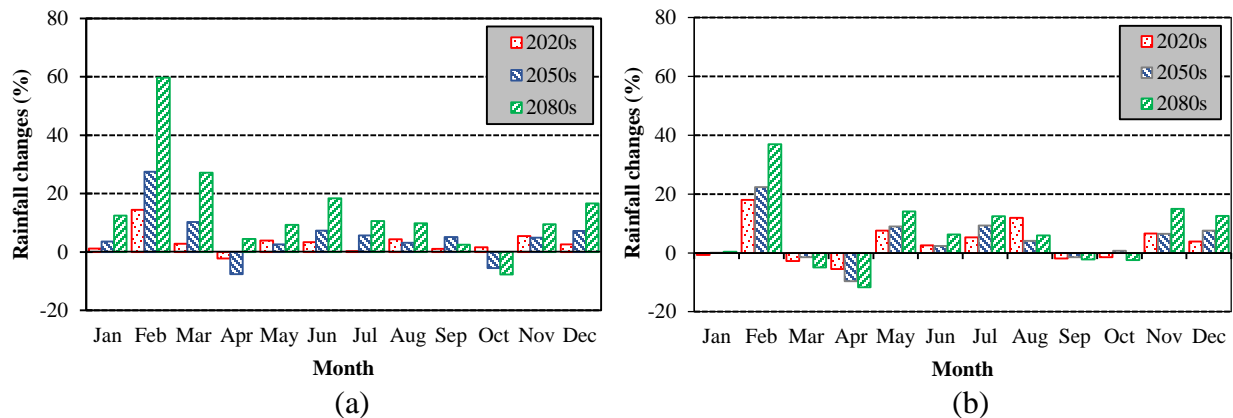 80
60
40
20
0
-20
Rainfall changes (%)
2020s
2050s
2080s
Jan Feb Mar Apr May Jun Jul Aug Sep Oct Nov Dec
Month
(a)
80
60
40
20
0
-20
Rainfall changes (%)
2020s
2050s
2080s
Jan Feb Mar Apr May Jun Jul Aug Sep Oct Nov Dec
Month
(b)